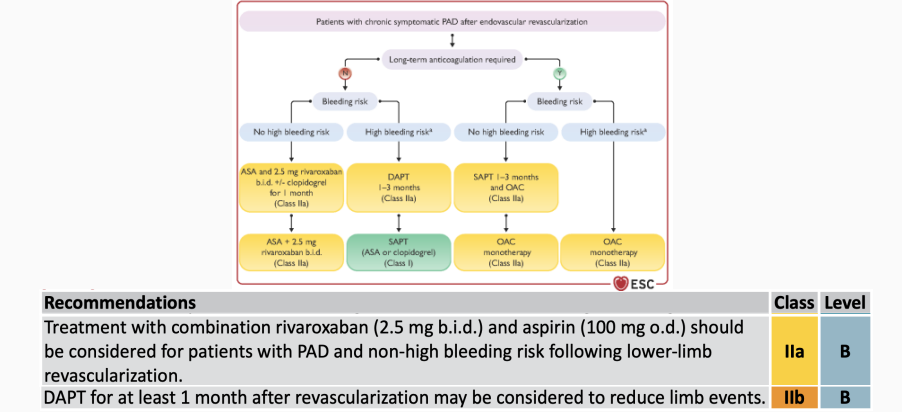 Patients with chronic symptomatic PAD after endovascular revascularization
Long-term anticoagulation required
N
Y
Bleeding risk
Bleeding risk
No high bleeding risk
High bleeding riskª
No high bleeding risk
High bleeding riskª
ASA and 2.5 mg rivaroxaban
b.i.d. +/- clopidogrel
for 1 month
(Class IIa)
DAPT
1–3 months
(Class IIa)
SAPT 1–3 months
and OAC
(Class IIa)
ASA + 2.5 mg
rivaroxaban b.i.d.
(Class IIa)
SAPT
(ASA or clopidogrel)
(Class I)
OAC
monotherapy
(Class IIa)
OAC
monotherapy
(Class IIa)
ESC
Recommendations Class Level
Treatment with combination rivaroxaban (2.5 mg b.i.d.) and aspirin (100 mg o.d.) should
be considered for patients with PAD and non-high bleeding risk following lower-limb
revascularization.
IIa B
DAPT for at least 1 month after revascularization may be considered to reduce limb events. IIb B